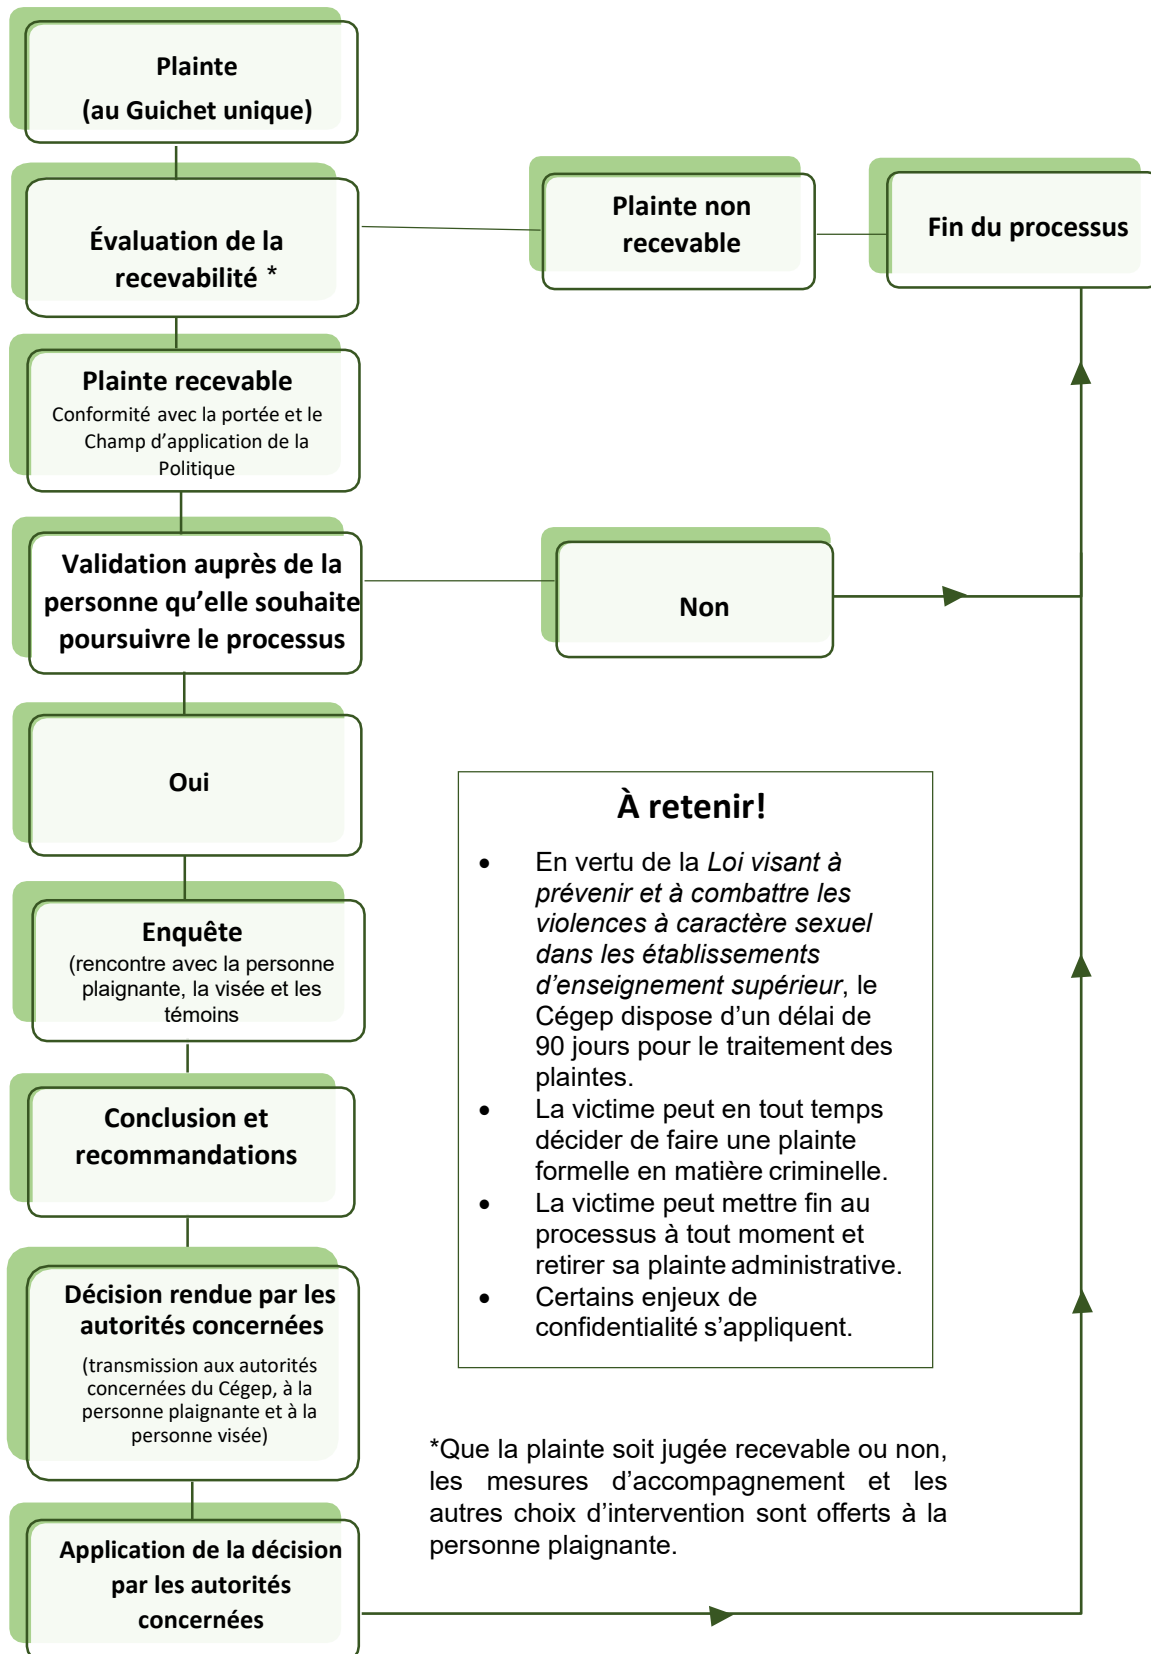 Plainte
(au Guichet unique)
Évaluation de la
recevabilité *
Plainte non
recevable
Fin du processus
Plainte recevable
Conformité avec la portée et le
Champ d’application de la
Politique
Validation auprès de la
personne qu’elle souhaite
poursuivre le processus
Non
Oui
Enquête
(rencontre avec la personne
plaignante, la visée et les
témoins
Conclusion et
recommandations
Décision rendue par les
autorités concernées
(transmission aux autorités
concernées du Cégep, à la
personne plaignante et à la
personne visée)
Application de la décision
par les autorités
concernées
À retenir!
• En vertu de la Loi visant à
prévenir et à combattre les
violences à caractère sexuel
dans les établissements
d’enseignement supérieur, le
Cégep dispose d’un délai de
90 jours pour le traitement des
plaintes.
• La victime peut en tout temps
décider de faire une plainte
formelle en matière criminelle.
• La victime peut mettre fin au
processus à tout moment et
retirer sa plainte administrative.
• Certains enjeux de
confidentialité s’appliquent.
*Que la plainte soit jugée recevable ou non,
les mesures d’accompagnement et les
autres choix d’intervention sont offerts à la
personne plaignante.